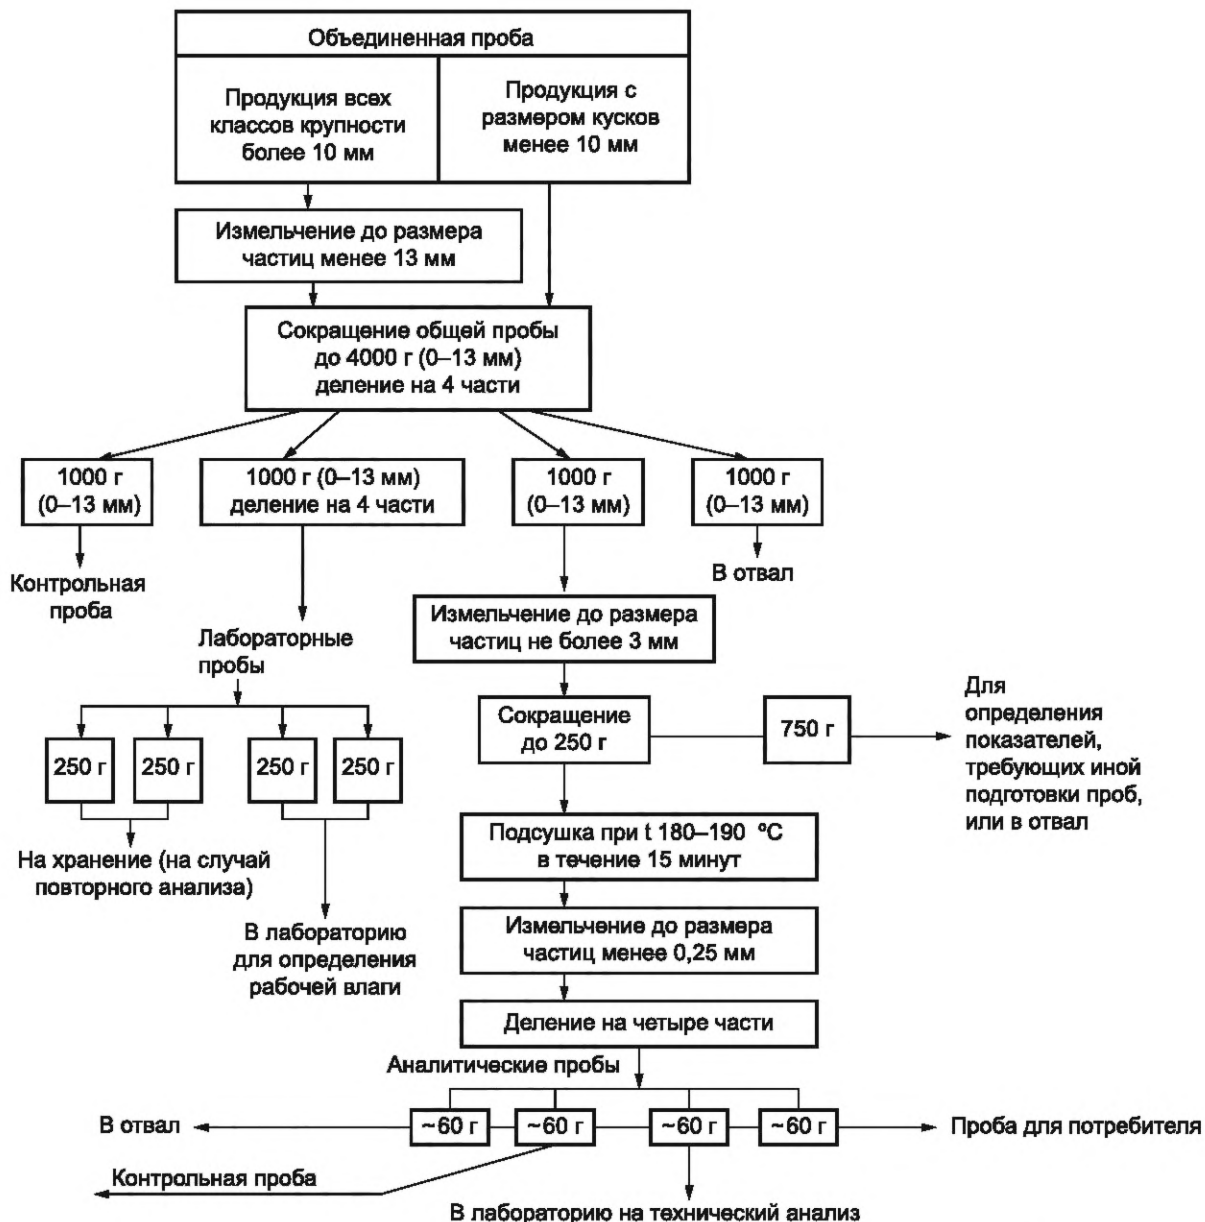 Объединенная проба
Продукция всех
классов крупности
более 10 мм
Продукция с
размером кусков
менее 10 мм
Измельчение до размера
частиц менее 13 мм
Сокращение общей пробы
до 4000 г (0–13 мм)
деление на 4 части
1000 г
(0–13 мм)
1000 г (0–13 мм)
деление на 4 части
1000 г
(0–13 мм)
1000 г
(0–13 мм)
Контрольная
проба
В отвал
Лабораторные
пробы
Измельчение до размера
частиц не более 3 мм
250 г
250 г
250 г
250 г
Сокращение
до 250 г
750 г
Для
определения
показателей,
требующих иной
подготовки проб,
или в отвал
На хранение (на случай
повторного анализа)
В лабораторию
для определения
рабочей влаги
Подсушка при t 180–190 ºС
в течение 15 минут
Измельчение до размера
частиц менее 0,25 мм
Деление на четыре части
Аналитические пробы
В отвал
~60 г
~60 г
~60 г
~60 г
Проба для потребителя
Контрольная проба
В лабораторию на технический анализ